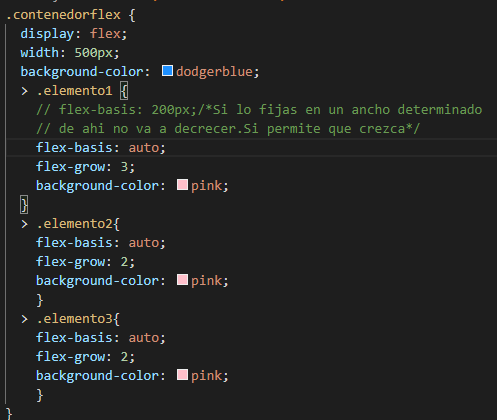 .contenedorflex {
display: flex;
width: 500px;
background-color: dodgerblue;
> .elemento1 {
// flex-basis: 200px;/*Si lo fijas en un ancho determinado
// de ahi no va a decrecer.Si permite que crezca*/
flex-basis: auto;
flex-grow: 3;
background-color: pink;
}
> .elemento2{
flex-basis: auto;
flex-grow: 2;
background-color: pink;
}
> .elemento3{
flex-basis: auto;
flex-grow: 2;
background-color: pink;
}
}